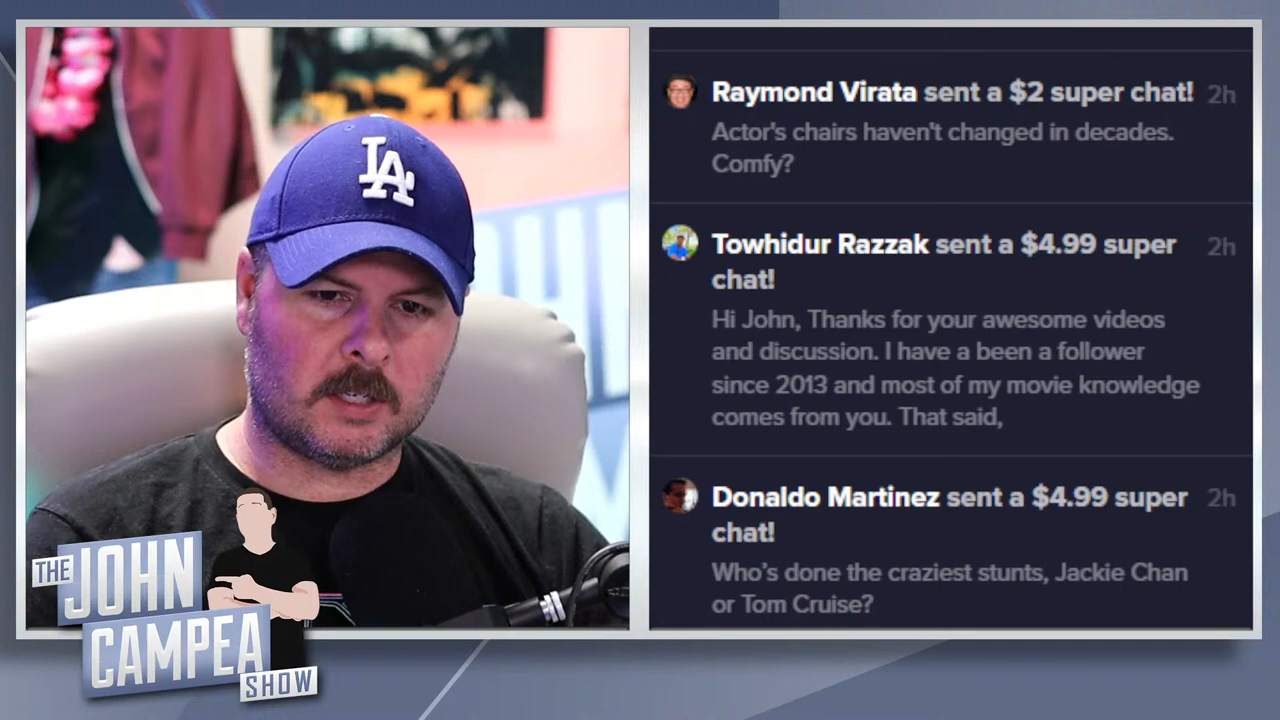 LA
Raymond Virata sent a $2 super chat! 2h
Actor's chairs haven't changed in decades.
Comfy?
Towhidur Razzak sent a $4.99 super 2h
chat!
Hi John, Thanks for your awesome videos
and discussion. I have a been a follower
since 2013 and most of my movie knowledge
comes from you. That said,
Donaldo Martinez sent a $4.99 super 2h
chat!
Who's done the craziest stunts, Jackie Chan
or Tom Cruise?
THE
JOHN
CAMPEA
SHOW